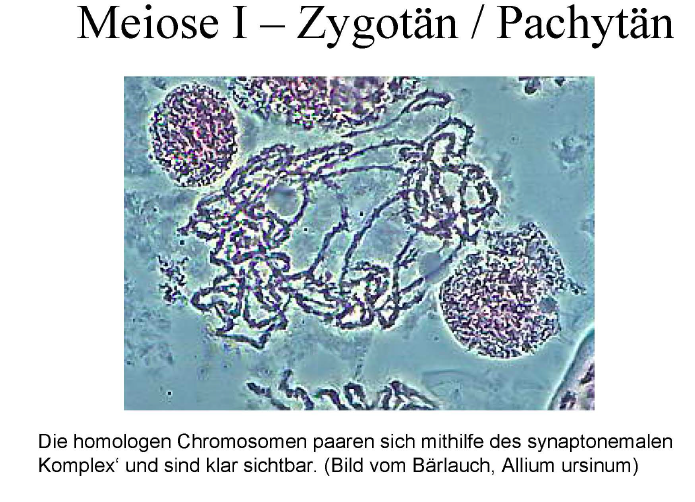 Meiose I – Zygotän / Pachytän
Die homologen Chromosomen paaren sich mithilfe des synaptonemalen
Komplex‘ und sind klar sichtbar. (Bild vom Bärlauch, Allium ursinum)